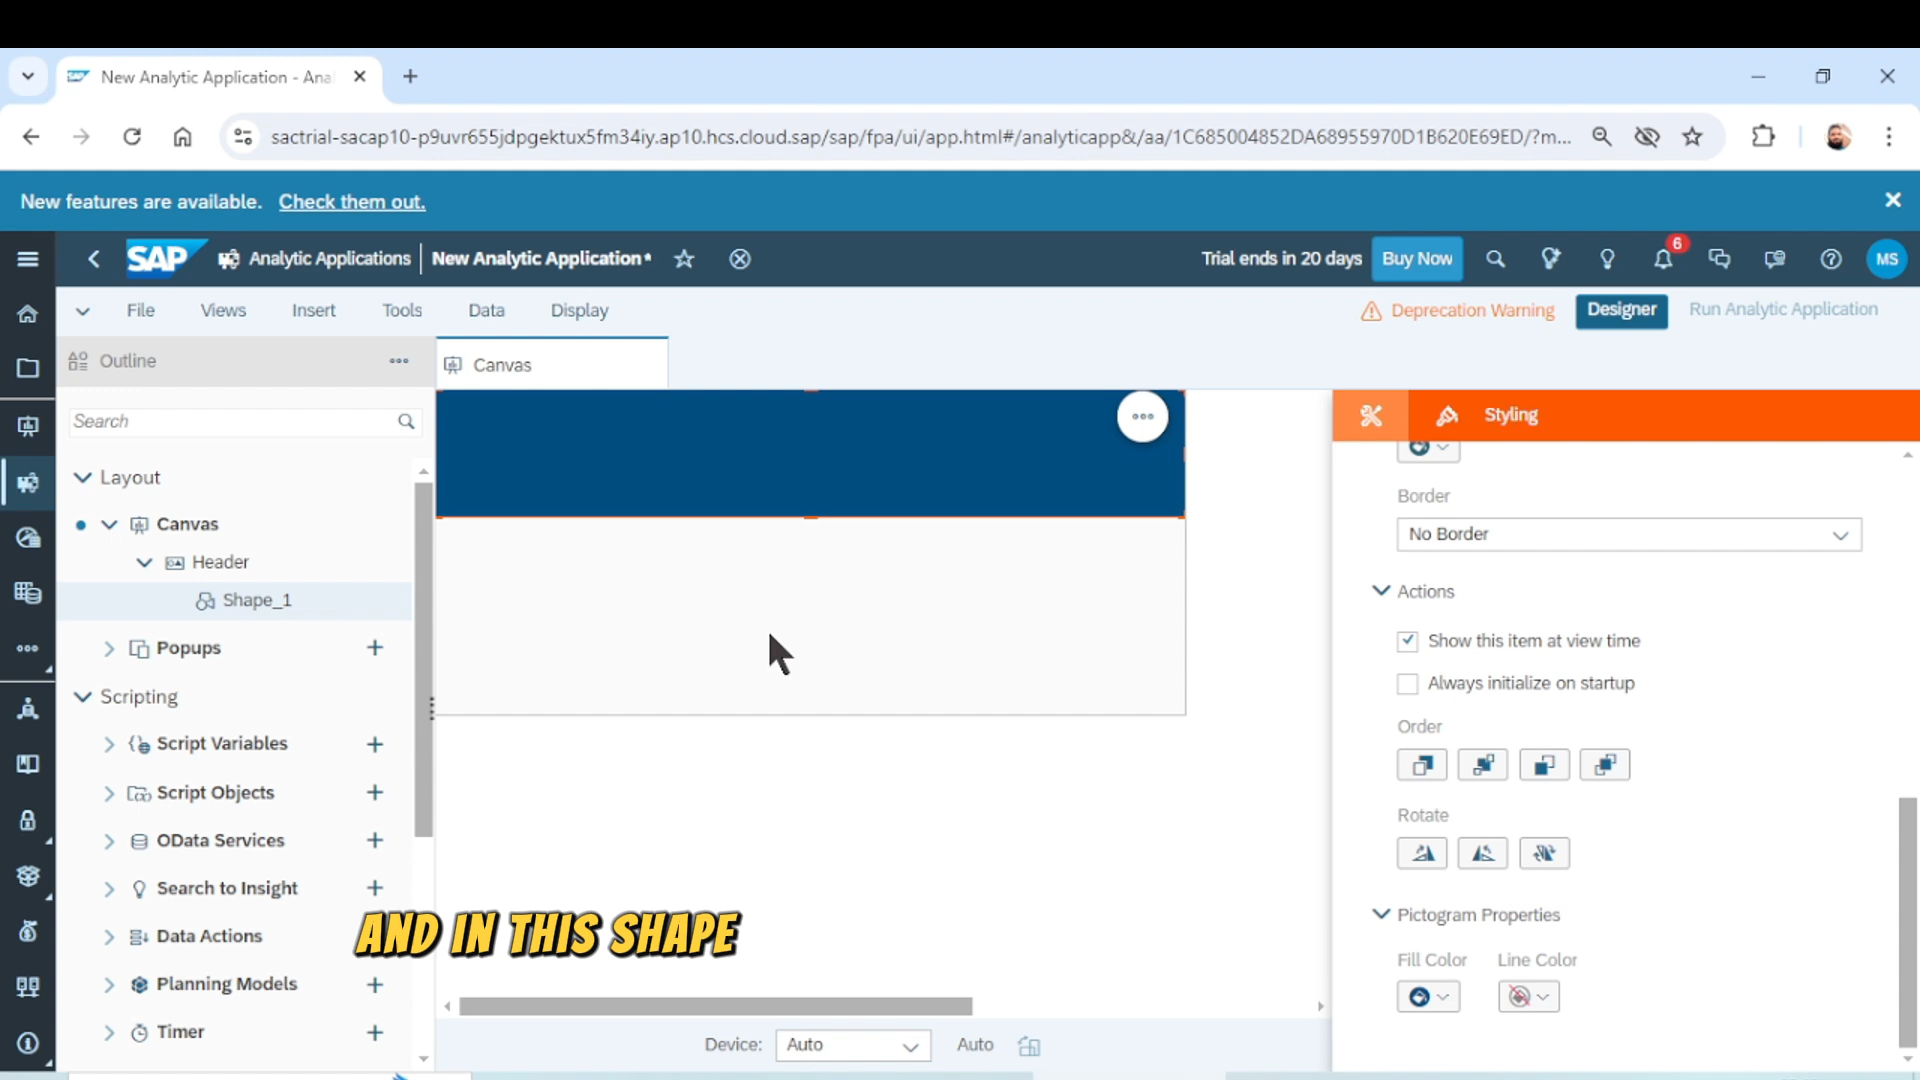 New Analytic Application - Ana
sactrial-sacap10-p9uvr655jdpgektux5fm34iy.ap10.hcs.cloud.sap/sap/fpa/ui/app.html#/analyticapp&/aa/1C685004852DA68955970D1B620E69ED/?m...
New features are available. Check them out.
SAP Analytic Applications New Analytic Application* Trial ends in 20 days Buy Now 6 MS
File Views Insert Tools Data Display Deprecation Warning Designer Run Analytic Application
Outline
Canvas
Search
Styling
Layout
Border
Canvas
No Border
Header
Actions
Shape_1
Show this item at view time
Popups
Always initialize on startup
Scripting
Order
Script Variables
Script Objects
Rotate
OData Services
Search to Insight
Pictogram Properties
AND IN THIS SHAPE
Data Actions
Fill Color Line Color
Planning Models
Timer
Device: Auto Auto